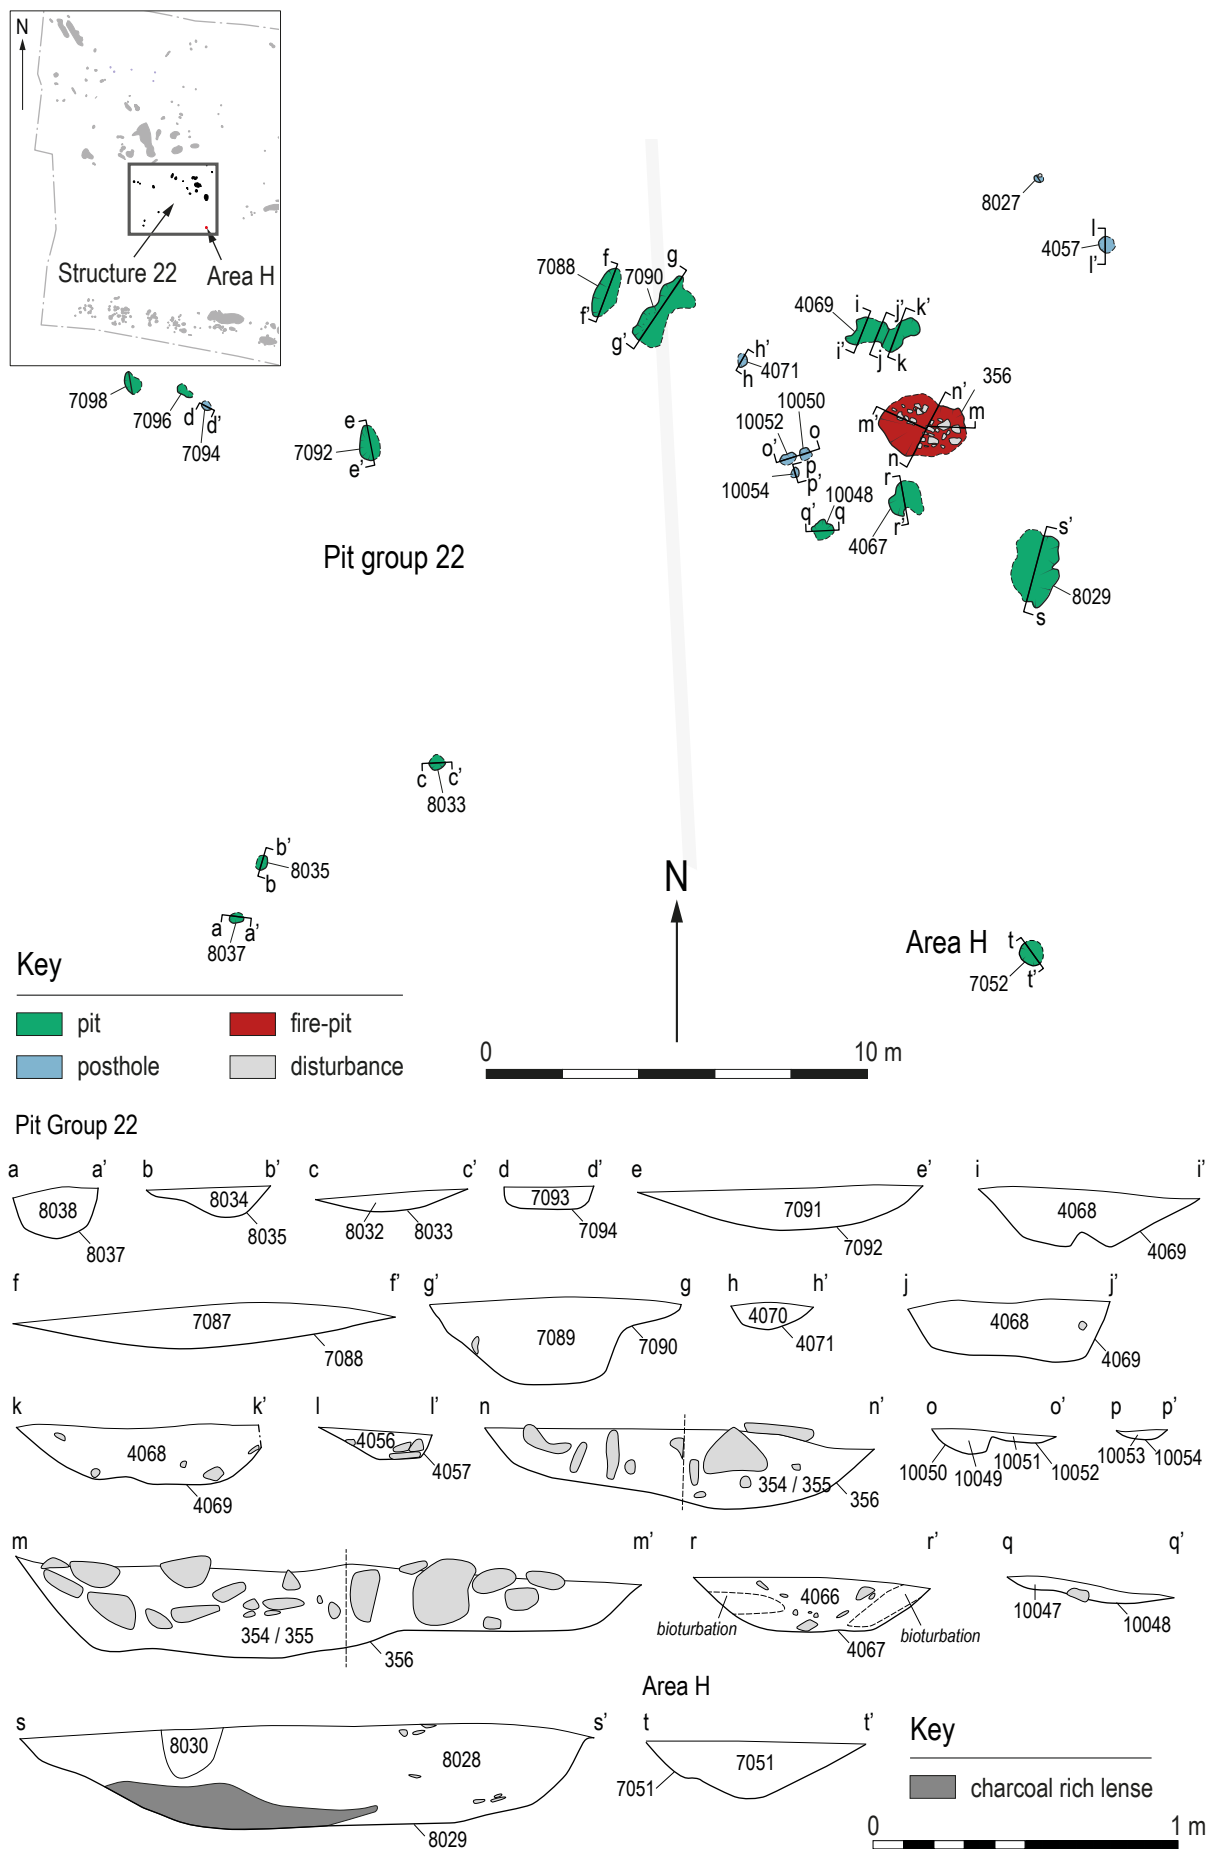 N
Structure 22
Area H
8027
l
4057
l'
f
g
7088
7090
f'
g'
4069
i
j'
k'
i'
j
k
h'
h
4071
356
n'
m
m'
n
7098
7096
d
d'
7094
e
7092
e'
10050
10052
o
o'
p
p'
10054
10048
q'
q
r
r'
4067
s'
8029
s
Pit group 22
c
c'
8033
b'
8035
b
a
a'
8037
N
Area H
t
7052
t'
Key
pit
fire-pit
posthole
disturbance
0
10 m
Pit Group 22
a
a'
b
b'
c
c'
d
d'
e
e'
i
i'
8038
8037
8034
8035
8032
8033
7093
7094
7091
7092
4068
4069
f
f'
g'
g
h
h'
j
j'
7087
7088
7089
7090
4070
4071
4068
4069
k
k'
l
l'
n
n'
o
o'
p
p'
4068
4069
4056
4057
354 / 355
356
10050
10049
10051
10052
10053
10054
m
m'
r
r'
q
q'
354 / 355
356
4066
bioturbation
4067
bioturbation
10047
10048
Area H
s
s'
t
t'
8030
8028
8029
7051
7051
Key
charcoal rich lense
0
1 m